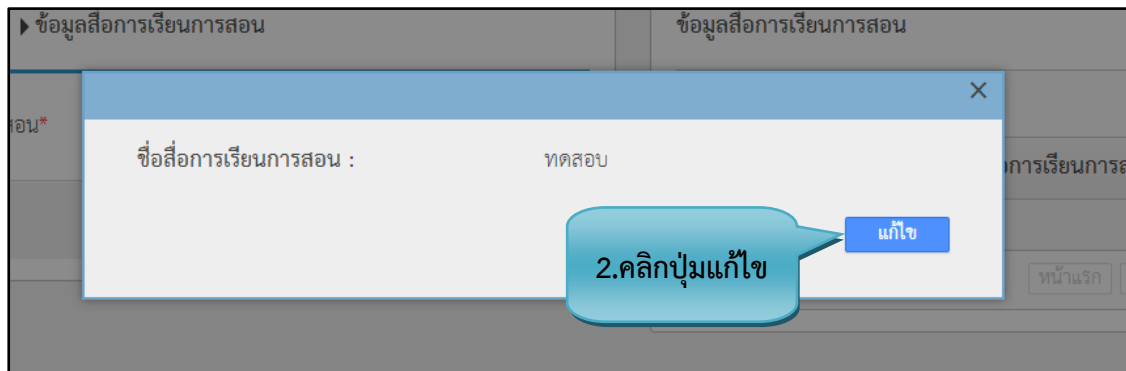 ข้อมูลสื่อการเรียนการสอน
ข้อมูลสื่อการเรียนการสอน
สอน*
ชื่อสื่อการเรียนการสอน :
ทดสอบ
การเรียนการส
แก้ไข
2.คลิกปุ่มแก้ไข
หน้าแรก